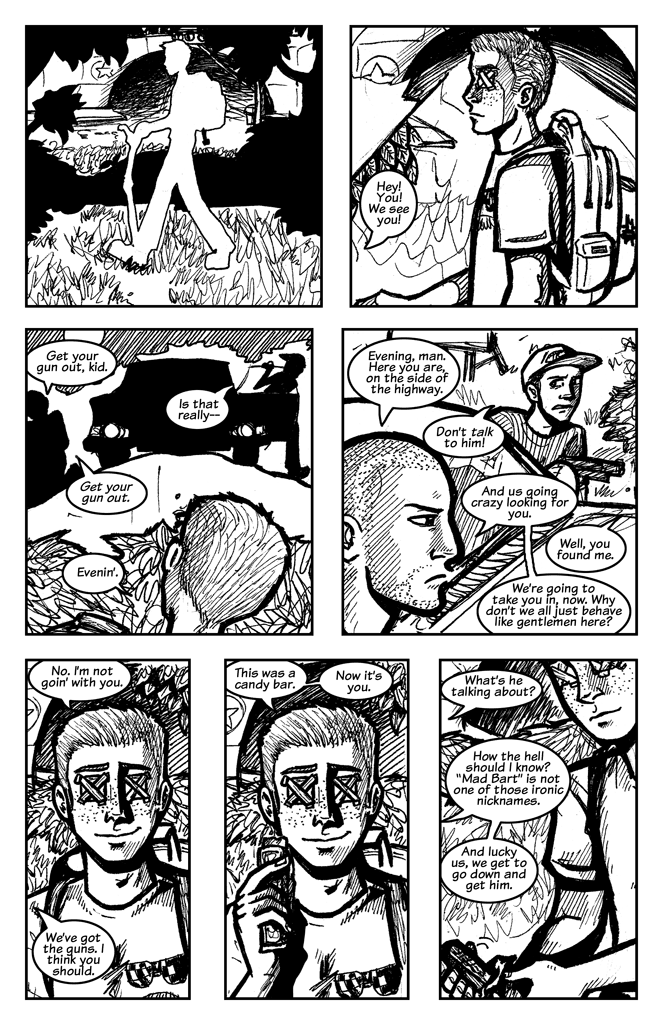 Hey!
You!
We see
you!
Get your
gun out, kid.
Is that
really--
Get your
gun out.
Evenin'.
Evening, man.
Here you are,
on the side of
the highway.
Don't talk
to him!
And us going
crazy looking for
you.
Well, you
found me.
We're going to
take you in, now. Why
don't we all just behave
like gentlemen here?
No. I'm not
goin' with you.
We've got
the guns. I
think you
should.
This was a
candy bar.
Now it's
you.
What's he
talking about?
How the hell
should I know?
"Mad Bart" is not
one of those ironic
nicknames.
And lucky
us, we get to
go down and
get him.